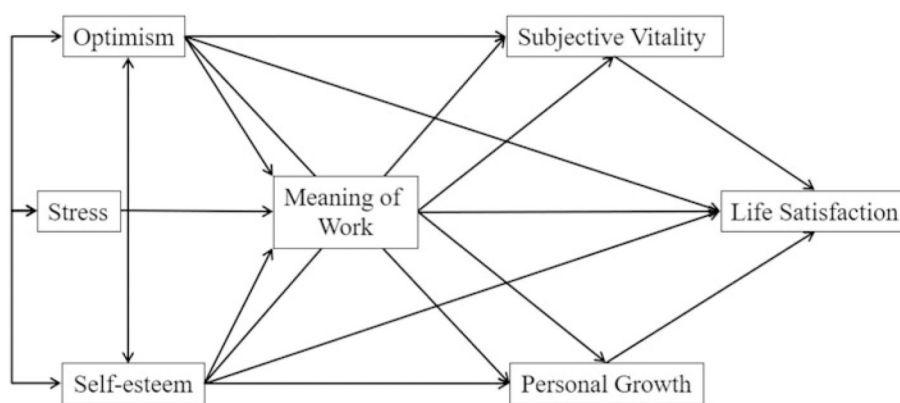 Optimism
Subjective Vitality
Stress
Meaning of
Work
Life Satisfaction
Self-esteem
Personal Growth